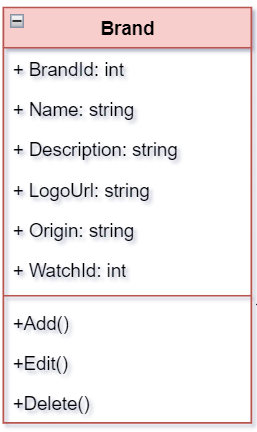 Brand
+ BrandId: int
+ Name: string
+ Description: string
+ LogoUrl: string
+ Origin: string
+ WatchId: int
+Add()
+Edit()
+Delete()